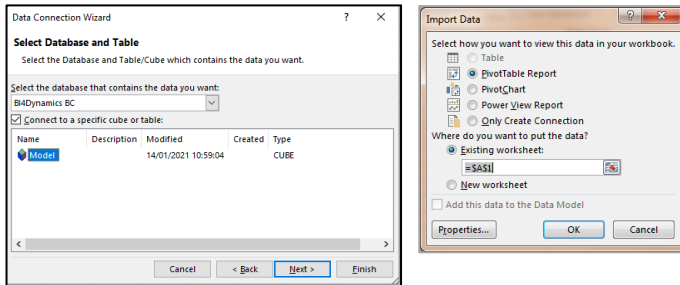 Data Connection Wizard ? ×
Select Database and Table
Select the Database and Table/Cube which contains the data you want.
Select the database that contains the data you want:
BI4Dynamics BC
Connect to a specific cube or table:
Name Description Modified Created Type
Model 14/01/2021 10:59:04 CUBE
Cancel < Back Next > Finish
Import Data ? x
Select how you want to view this data in your workbook.
Table
PivotTable Report
PivotChart
Power View Report
Only Create Connection
Where do you want to put the data?
Existing worksheet:
=$A$1
New worksheet
Add this data to the Data Model
Properties... OK Cancel